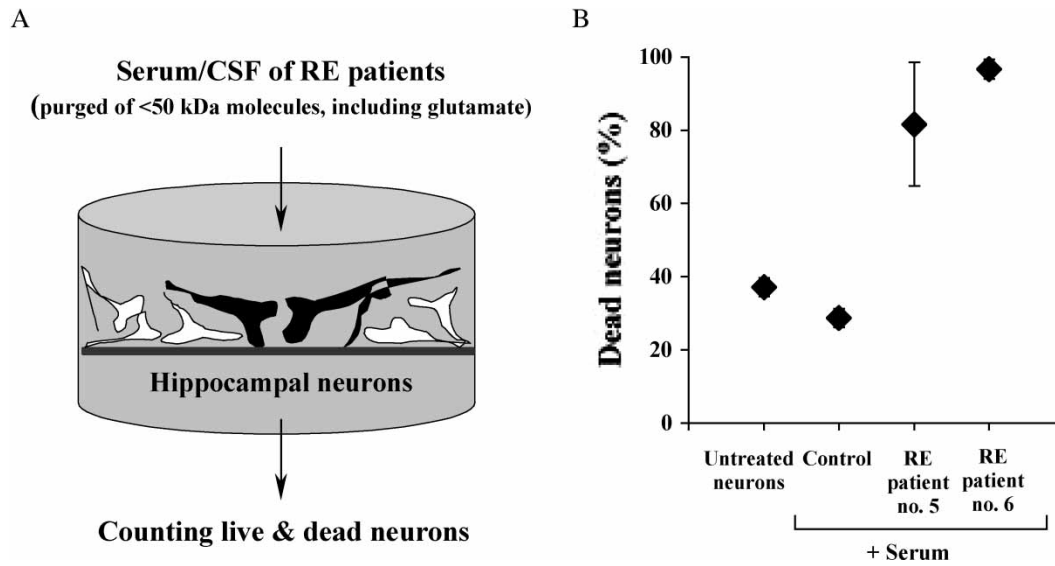 A
Serum/CSF of RE patients
(purged of <50 kDa molecules, including glutamate)
Hippocampal neurons
Counting live & dead neurons
B
Dead neurons (%)
100
80
60
40
20
0
Untreated
neurons
Control
RE
patient
no. 5
RE
patient
no. 6
+ Serum